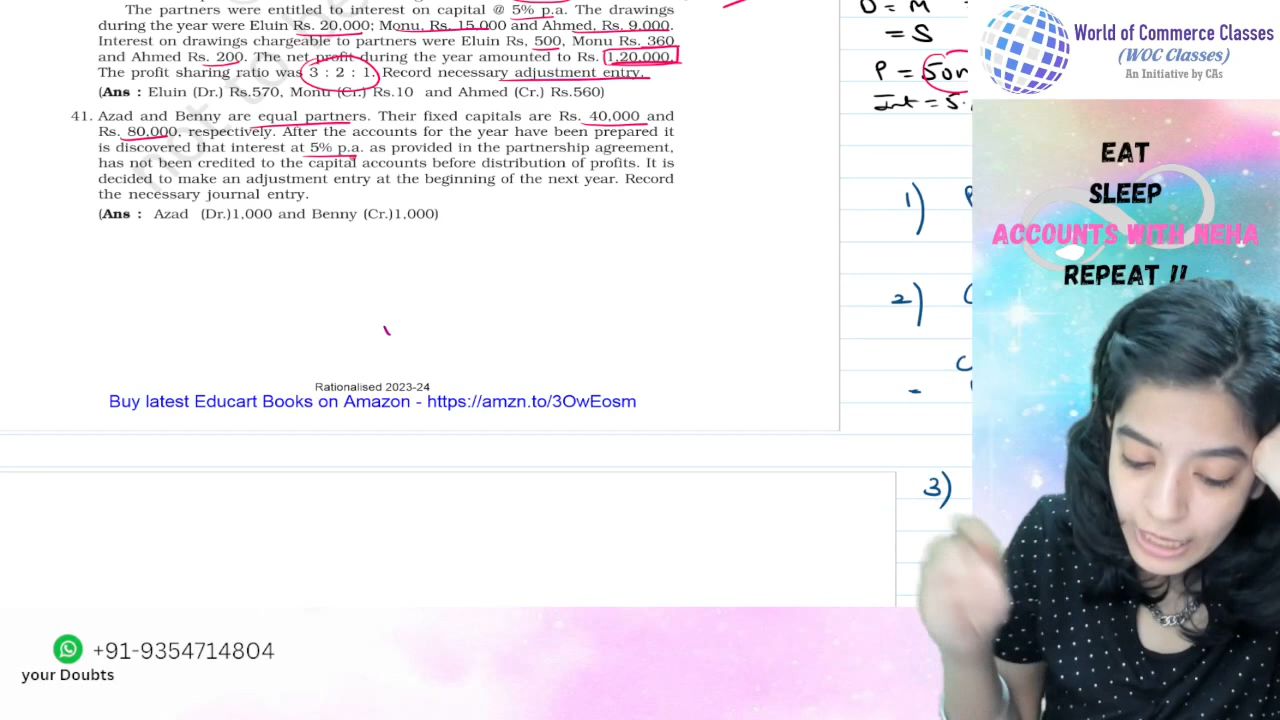 The partners were entitled to interest on capital @ 5% p.a. The drawings
during the year were Eluin Rs. 20,000; Monu, Rs. 15,000 and Ahmed, Rs. 9,000.
Interest on drawings chargeable to partners were Eluin Rs, 500, Monu Rs. 360
and Ahmed Rs. 200. The net profit during the year amounted to Rs. 1,20,000.
The profit sharing ratio was 3 : 2 : 1. Record necessary adjustment entry.
(Ans : Eluin (Dr.) Rs.570, Monu (Cr.) Rs.10 and Ahmed (Cr.) Rs.560)
41. Azad and Benny are equal partners. Their fixed capitals are Rs. 40,000 and
Rs. 80,000, respectively. After the accounts for the year have been prepared it
is discovered that interest at 5% p.a. as provided in the partnership agreement,
has not been credited to the capital accounts before distribution of profits. It is
decided to make an adjustment entry at the beginning of the next year. Record
the necessary journal entry.
(Ans : Azad (Dr.)1,000 and Benny (Cr.)1,000)
Rationalised 2023-24
Buy latest Educart Books on Amazon - https://amzn.to/3OwEosm
= S
P = 50
Int = 5
1)
2)
3)
World of Commerce Classes
(WOC Classes)
An Initiative by CAs
EAT
SLEEP
ACCOUNTS WITH NEHA
REPEAT !!
+91-9354714804
your Doubts